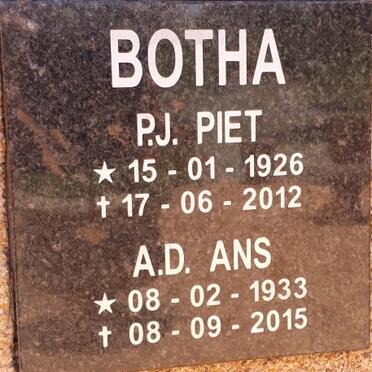 BOTHA
P.J. PIET
★ 15 - 01 - 1926
† 17 - 06 - 2012
A.D. ANS
★ 08 - 02 - 1933
† 08 - 09 - 2015